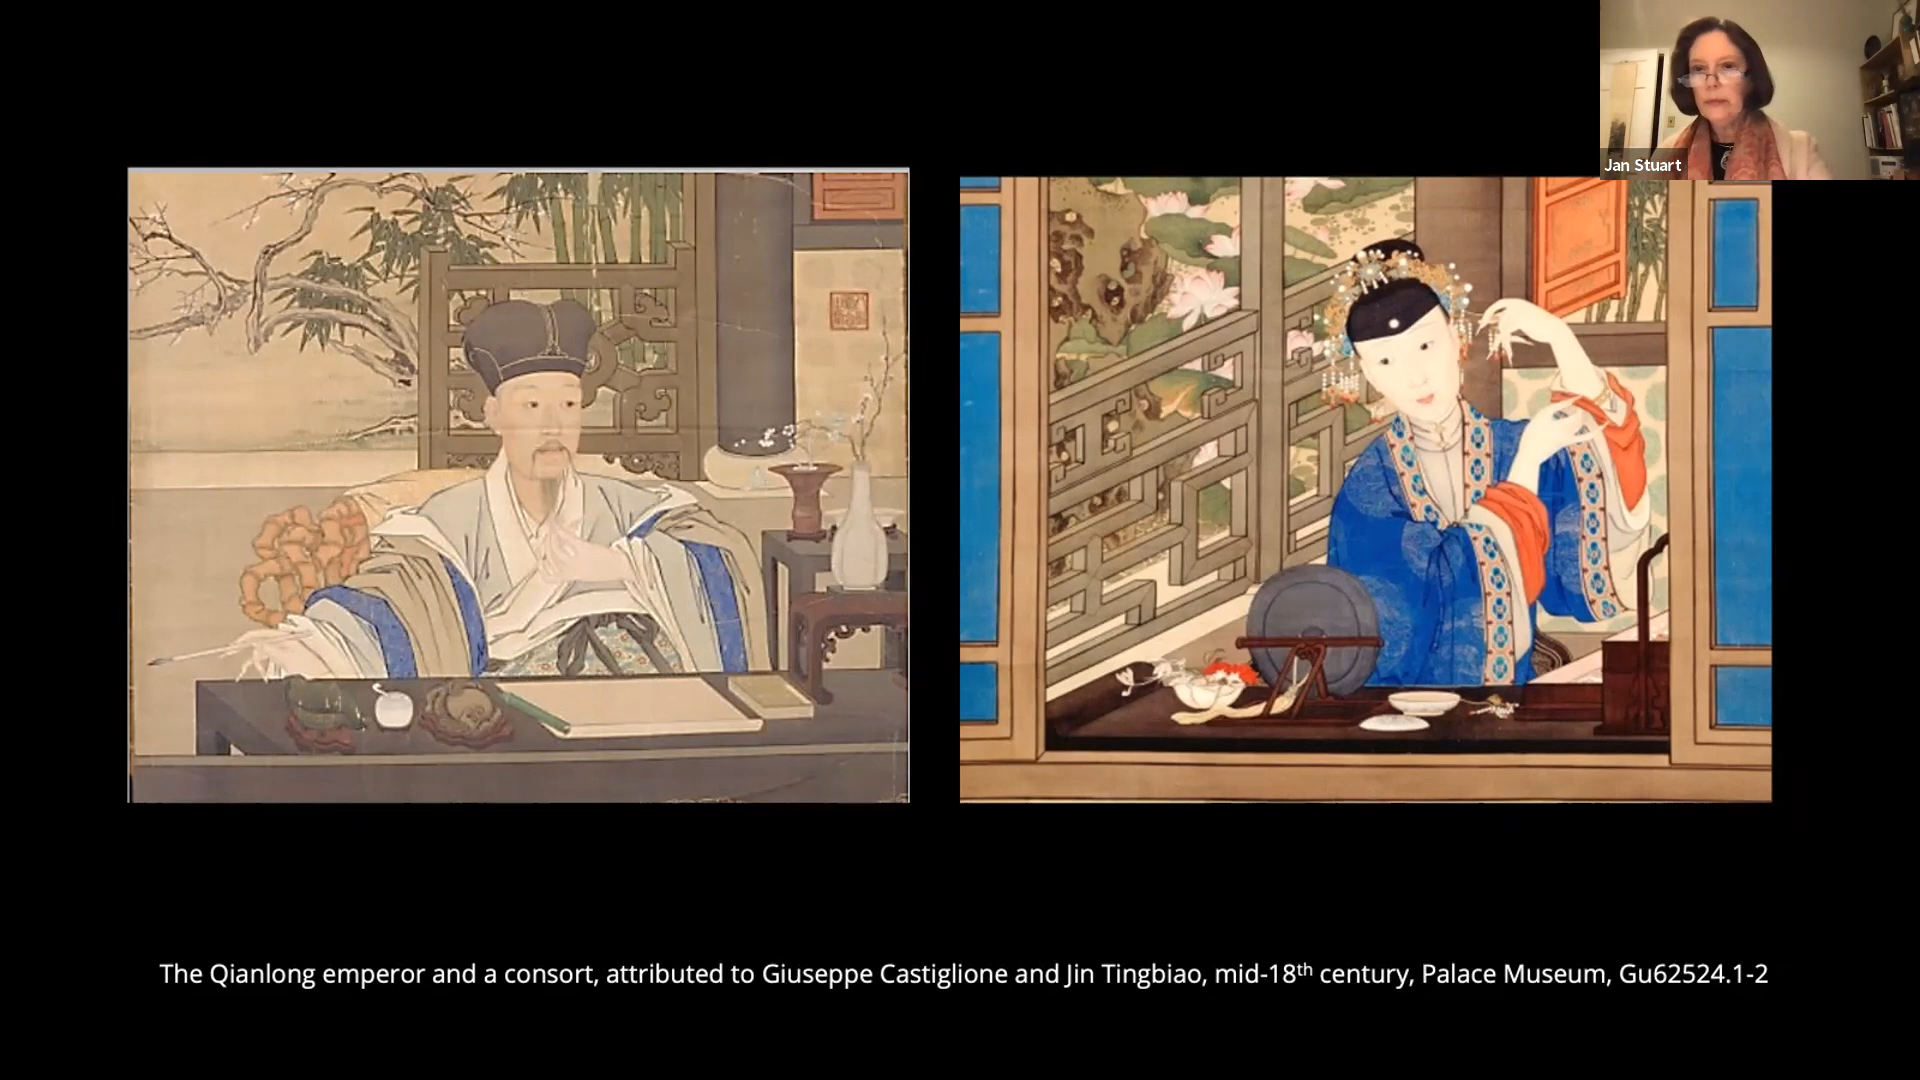 Jan Stuart
The Qianlong emperor and a consort, attributed to Giuseppe Castiglione and Jin Tingbiao, mid-18th century, Palace Museum, Gu62524.1-2